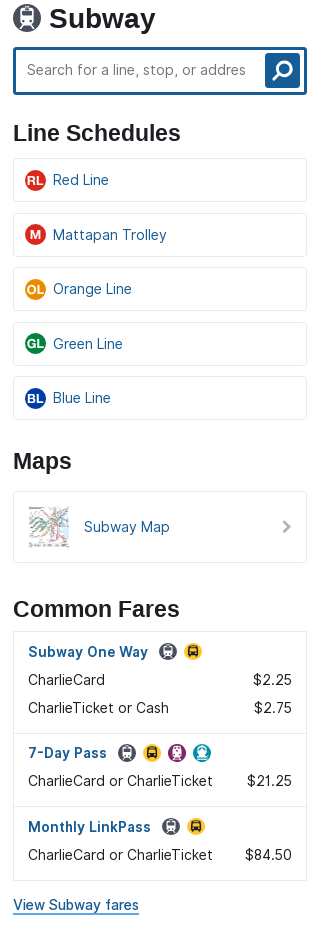 Subway
Search for a line, stop, or addres
Line Schedules
RL Red Line
M Mattapan Trolley
OL Orange Line
GL Green Line
BL Blue Line
Maps
Subway Map
Common Fares
Subway One Way
CharlieCard $2.25
CharlieTicket or Cash $2.75
7-Day Pass
CharlieCard or CharlieTicket $21.25
Monthly LinkPass
CharlieCard or CharlieTicket $84.50
View Subway fares